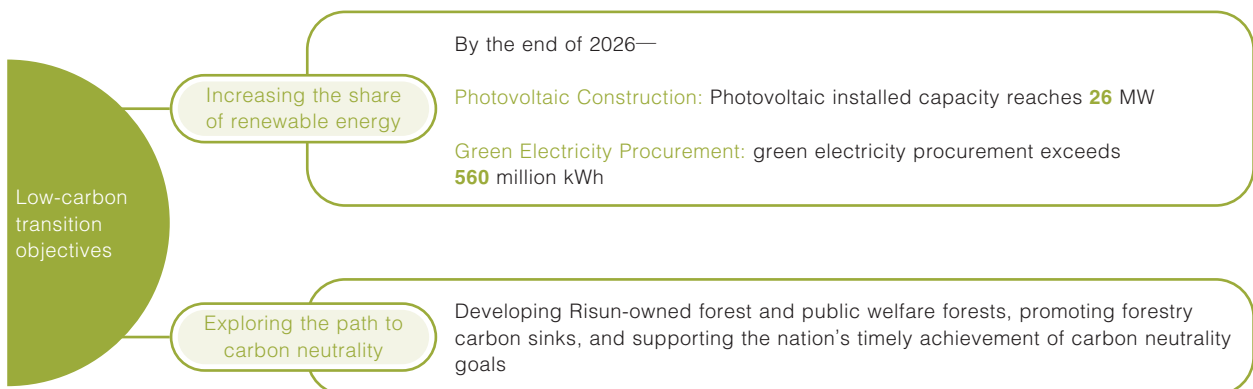 Low-carbon
transition
objectives
Increasing the share
of renewable energy
By the end of 2026—
Photovoltaic Construction: Photovoltaic installed capacity reaches 26 MW
Green Electricity Procurement: green electricity procurement exceeds
560 million kWh
Exploring the path to
carbon neutrality
Developing Risun-owned forest and public welfare forests, promoting forestry
carbon sinks, and supporting the nation's timely achievement of carbon neutrality
goals